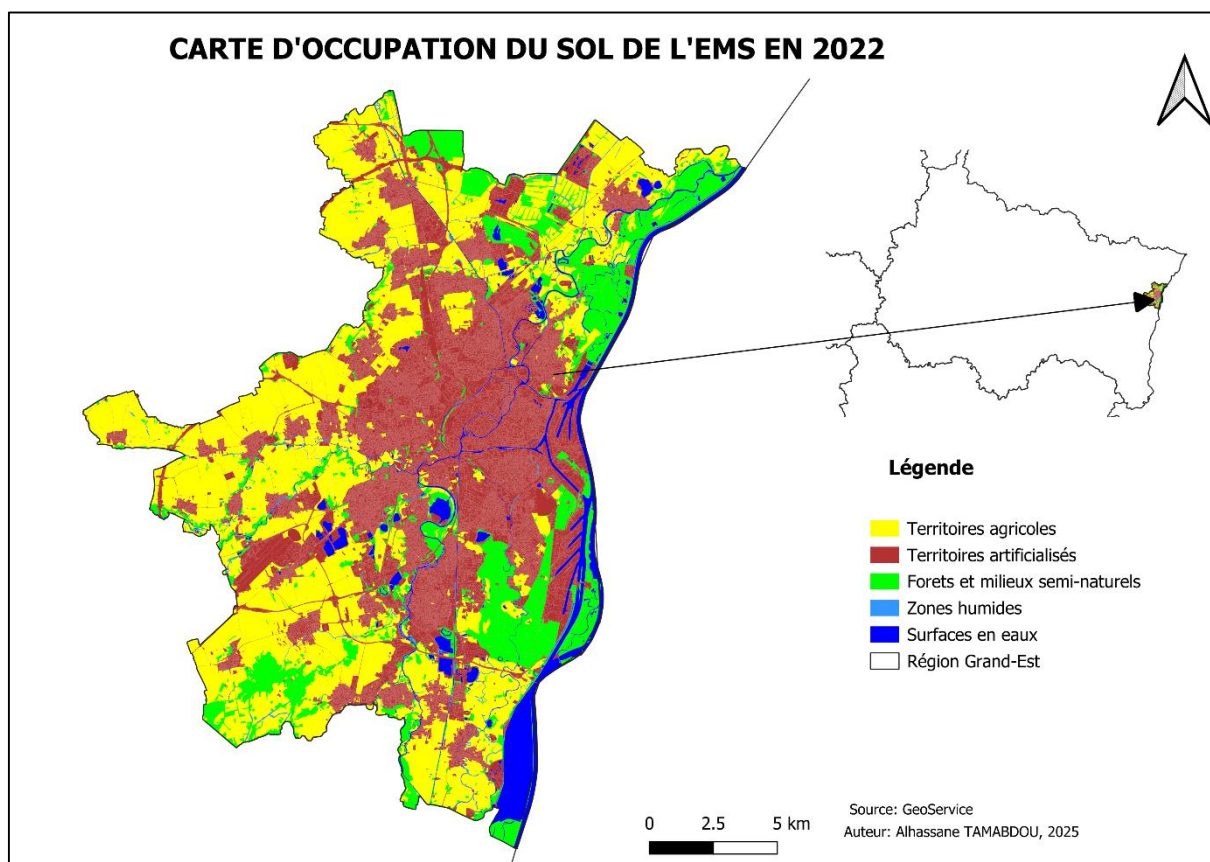 CARTE D'OCCUPATION DU SOL DE L'EMS EN 2022
Légende
Territoires agricoles
Territoires artificialisés
Forets et milieux semi-naturels
Zones humides
Surfaces en eaux
Région Grand-Est
0 2.5 5 km
Source: GeoService
Auteur: Alhassane TAMABDOU, 2025